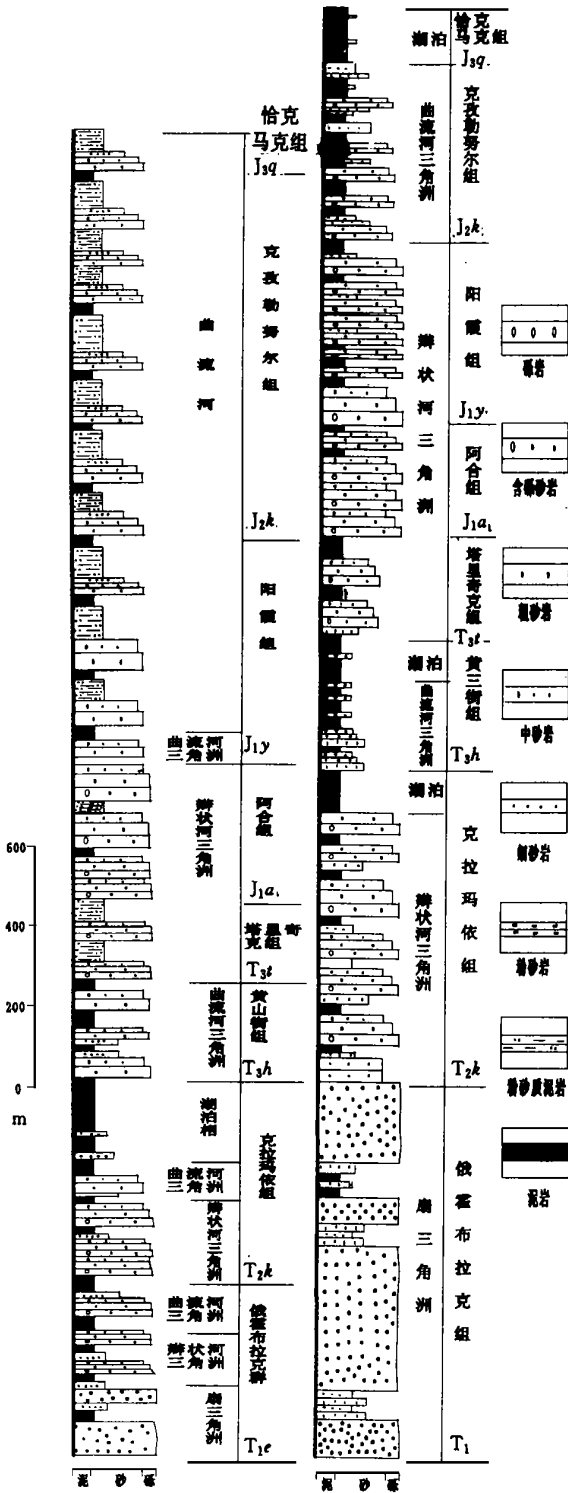 恰克
马克组
J₃q
曲流河
克孜勒努尔组
J₂k
阳霞组
曲流河
三角洲
J₁y
辫状河三角洲
阿合组
J₁a
塔里奇
克组
T₃t
曲流河三角洲
黄山街组
T₃h
湖泊相
曲流河
三角洲
辫状河三角洲
克拉玛依组
T₂k
曲流河
三角洲
辫状河
三角洲
扇三角洲
俄霍布拉克群
T₁e
600
400
200
0
m
泥
砂
砾
湖泊
恰克
马克组
J₃q
曲流河三角洲
克孜勒努尔组
J₂k
辫状河三角洲
阳霞组
J₁y
阿合组
J₁a
塔里奇克组
T₃t
湖泊
曲流河三角洲
黄三街组
T₃h
湖泊
辫状河三角洲
克拉玛依组
T₂k
扇三角洲
俄霍布拉克组
T₁
泥
砂
砾
砾岩
含砾砂岩
粗砂岩
中砂岩
细砂岩
粉砂岩
粉砂质泥岩
泥岩